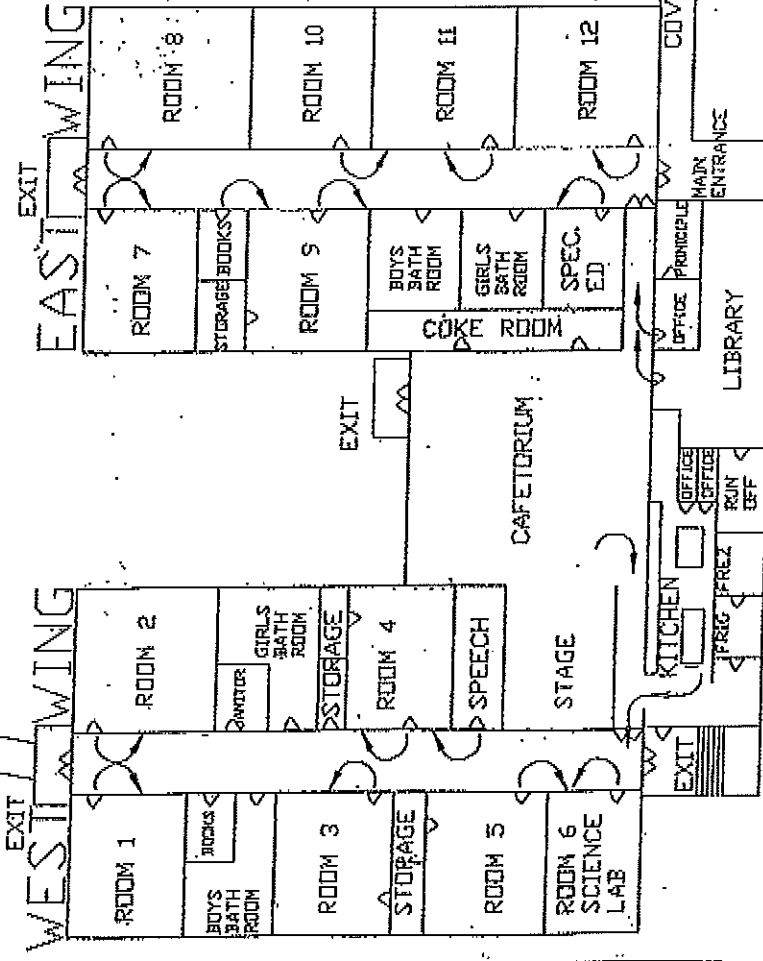 WEST WING
EAST WING
EXIT
EXIT
ROOM 1
BOOKS
BOYS
BATH
ROOM
ROOM 3
STOPAGE
ROOM 5
ROOM 6
SCIENCE
LAB
ROOM 2
JANITOR
GIRLS
BATH
ROOM
STORAGE
ROOM 4
SPEECH
STAGE
EXIT
KITCHEN
FRIG
FREZ
RUN
OFF
OFFICE
OFFICE
EXIT
CAFETORIUM
LIBRARY
ROOM 7
STORAGE
BOOKS
ROOM 9
BOYS
BATH
ROOM
GIRLS
BATH
ROOM
SPEC.
ED
COKE ROOM
OFFICE
PRINICIPLE
MAIN
ENTRANCE
ROOM 8
ROOM 10
ROOM 11
ROOM 12
COV